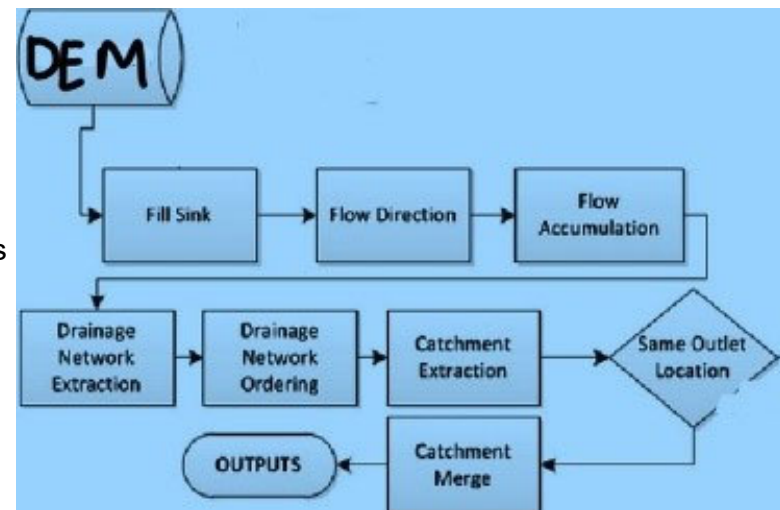 DEM
Fill Sink
Flow Direction
Flow
Accumulation
s
Drainage
Network
Extraction
Drainage
Network
Ordering
Catchment
Extraction
Same Outlet
Location
OUTPUTS
Catchment
Merge